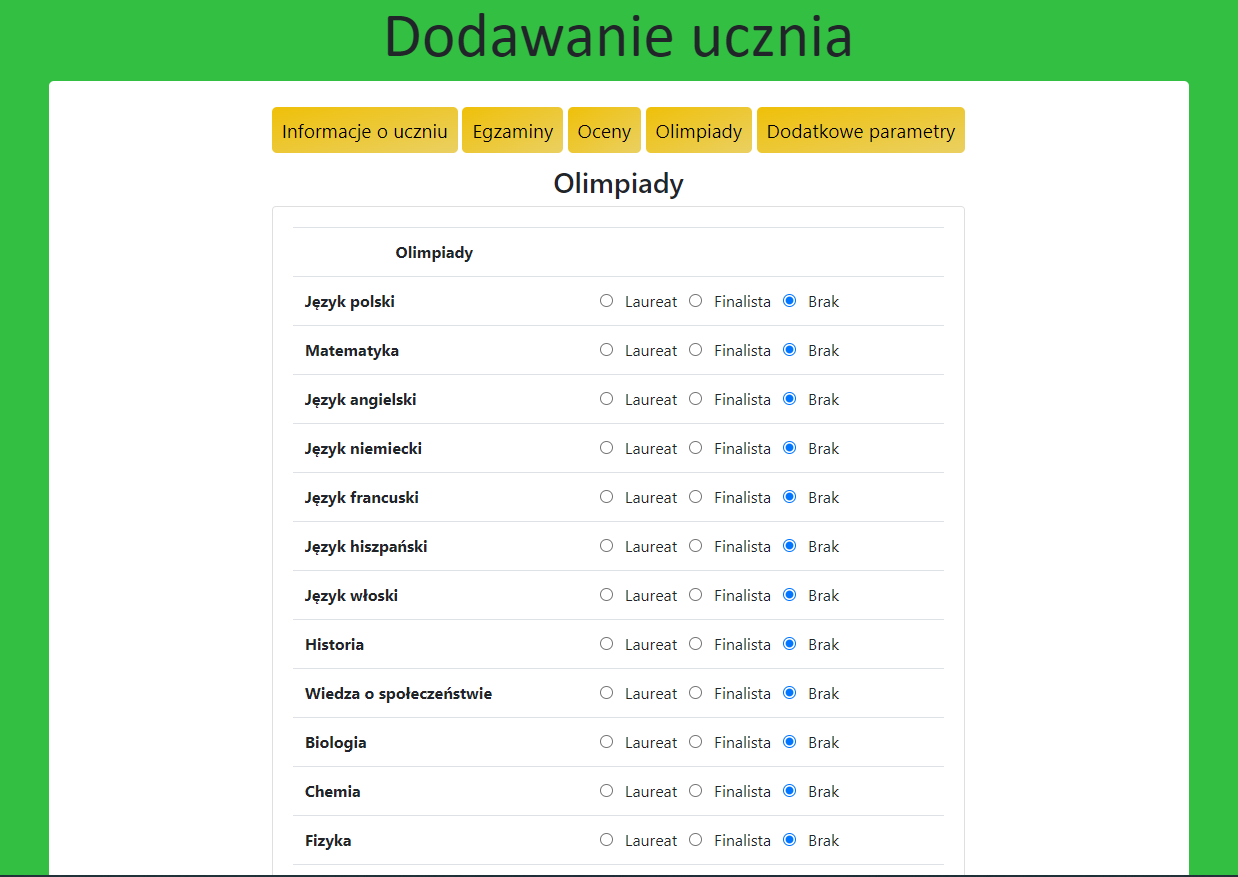 Dodawanie ucznia
Informacje o uczniu Egzaminy Oceny Olimpiady Dodatkowe parametry
Olimpiady
Olimpiady
Język polski Laureat Finalista Brak
Matematyka Laureat Finalista Brak
Język angielski Laureat Finalista Brak
Język niemiecki Laureat Finalista Brak
Język francuski Laureat Finalista Brak
Język hiszpański Laureat Finalista Brak
Język włoski Laureat Finalista Brak
Historia Laureat Finalista Brak
Wiedza o społeczeństwie Laureat Finalista Brak
Biologia Laureat Finalista Brak
Chemia Laureat Finalista Brak
Fizyka Laureat Finalista Brak